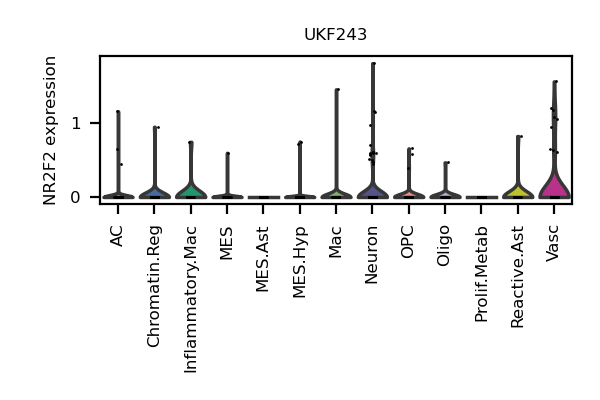 UKF243
NR2F2 expression
1
0
AC
Chromatin.Reg
Inflammatory.Mac
MES
MES.Ast
MES.Hyp
Mac
Neuron
OPC
Oligo
Prolif.Metab
Reactive.Ast
Vasc